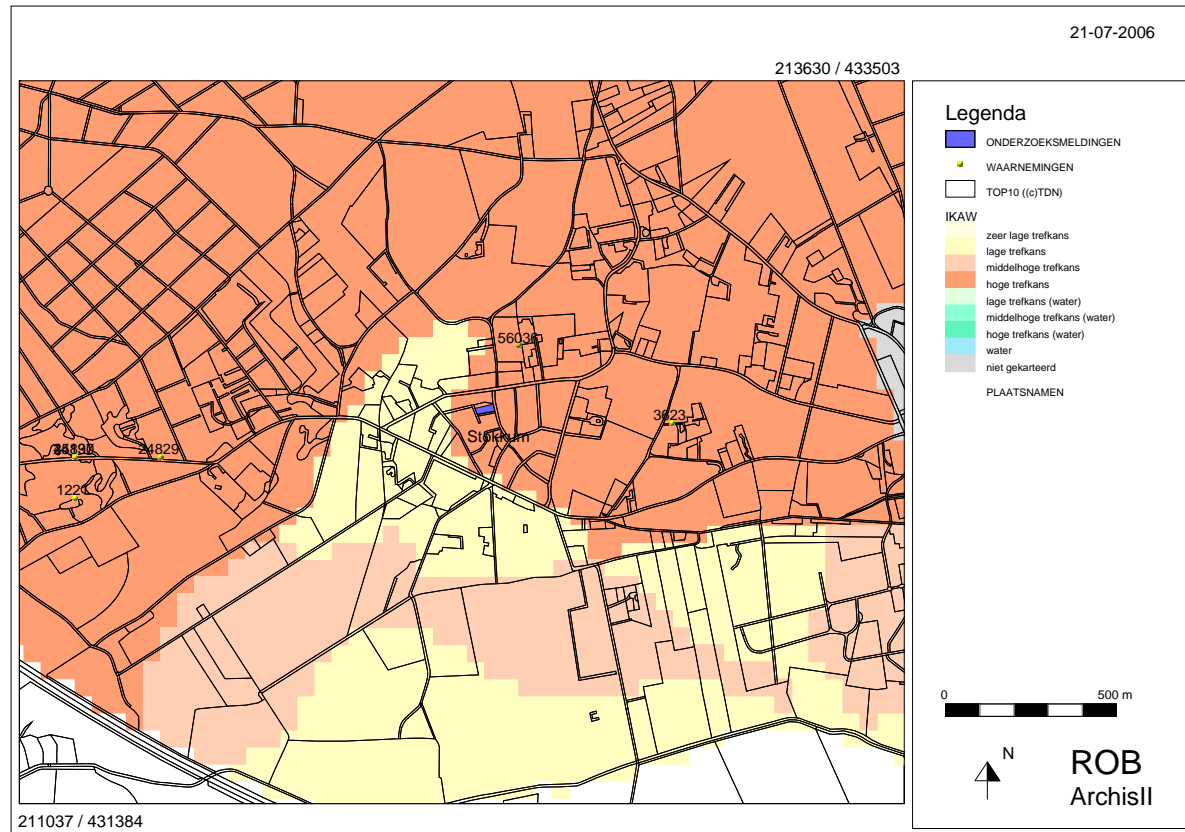 21-07-2006
213630 / 433503
Legenda
ONDERZOEKSMELDINGEN
WAARNEMINGEN
TOP10 ((c)TDN)
IKAW
zeer lage trefkans
lage trefkans
middelhoge trefkans
hoge trefkans
lage trefkans (water)
middelhoge trefkans (water)
hoge trefkans (water)
water
niet gekarteerd
PLAATSNAMEN
56036
3623
Stokkum
24829
1221
0 500 m
N
ROB
ArchisII
211037 / 431384